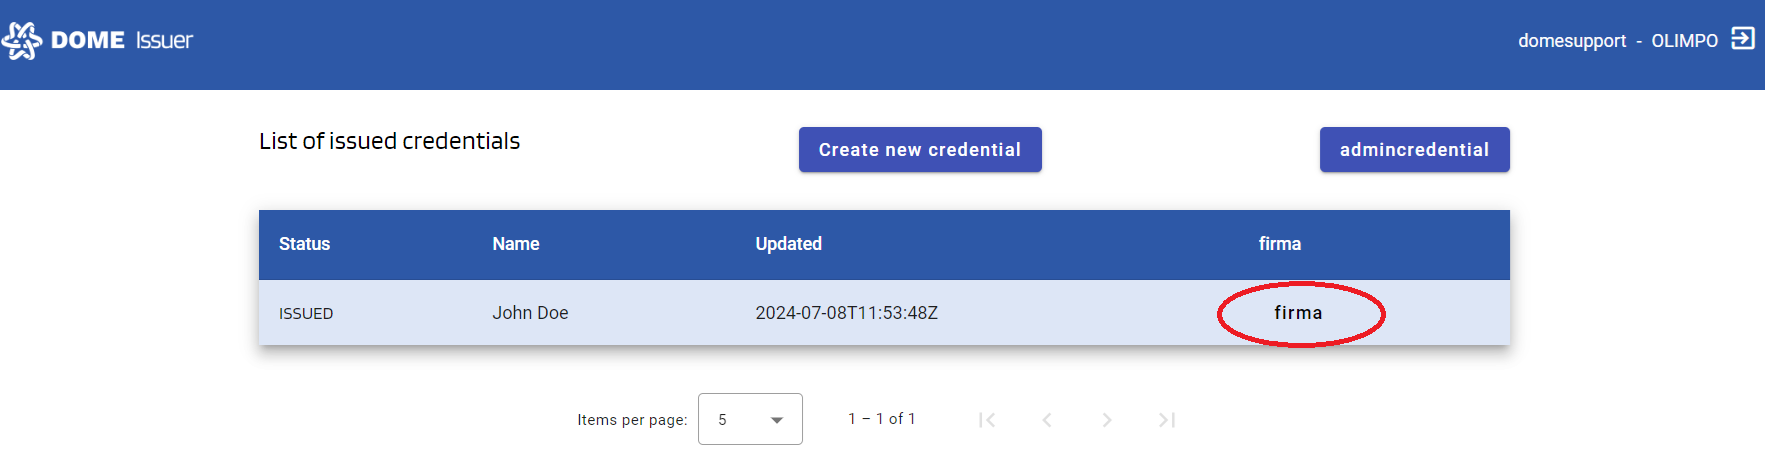 DOME Issuer
domesupport - OLIMPO
List of issued credentials
Create new credential
admincredential
Status Name Updated firma
ISSUED John Doe 2024-07-08T11:53:48Z firma
Items per page: 5 1 – 1 of 1